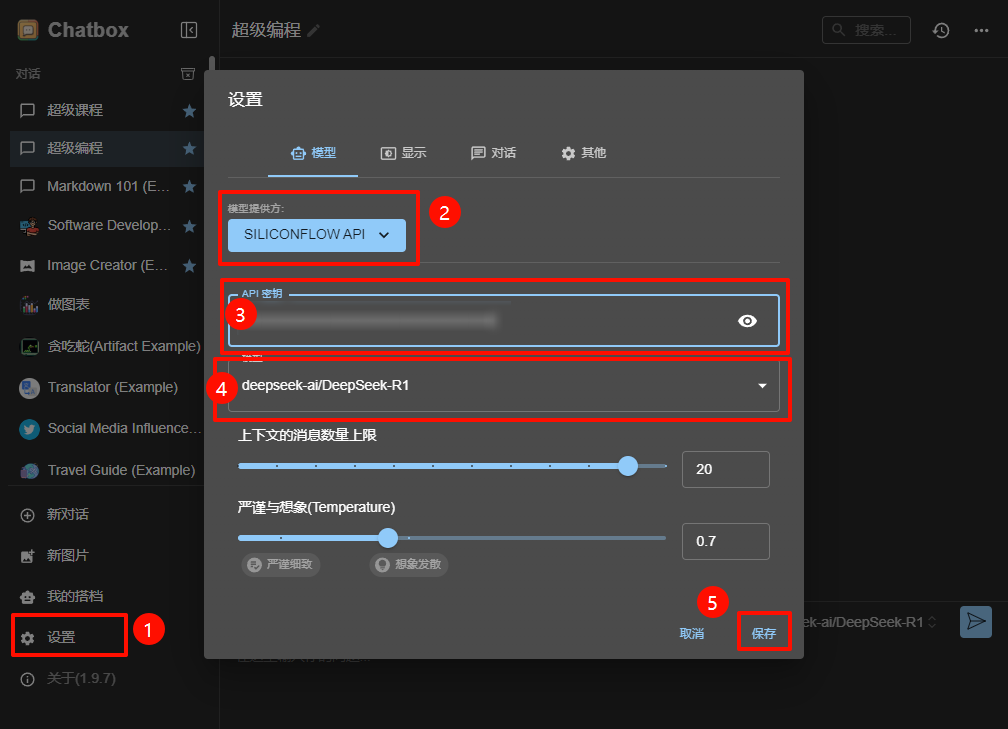 Chatbox
超级编程
搜索...
对话
超级课程
超级编程
Markdown 101 (E...
Software Develop...
Image Creator (E...
做图表
贪吃蛇(Artifact Example)
Translator (Example)
Social Media Influence...
Travel Guide (Example)
新对话
新图片
我的搭档
设置
1
关于(1.9.7)
设置
模型
显示
对话
其他
模型提供方:
SILICONFLOW API
2
API 密钥
3
4
deepseek-ai/DeepSeek-R1
上下文的消息数量上限
20
严谨与想象(Temperature)
0.7
严谨细致
想象发散
5
取消
保存
ek-ai/DeepSeek-R1